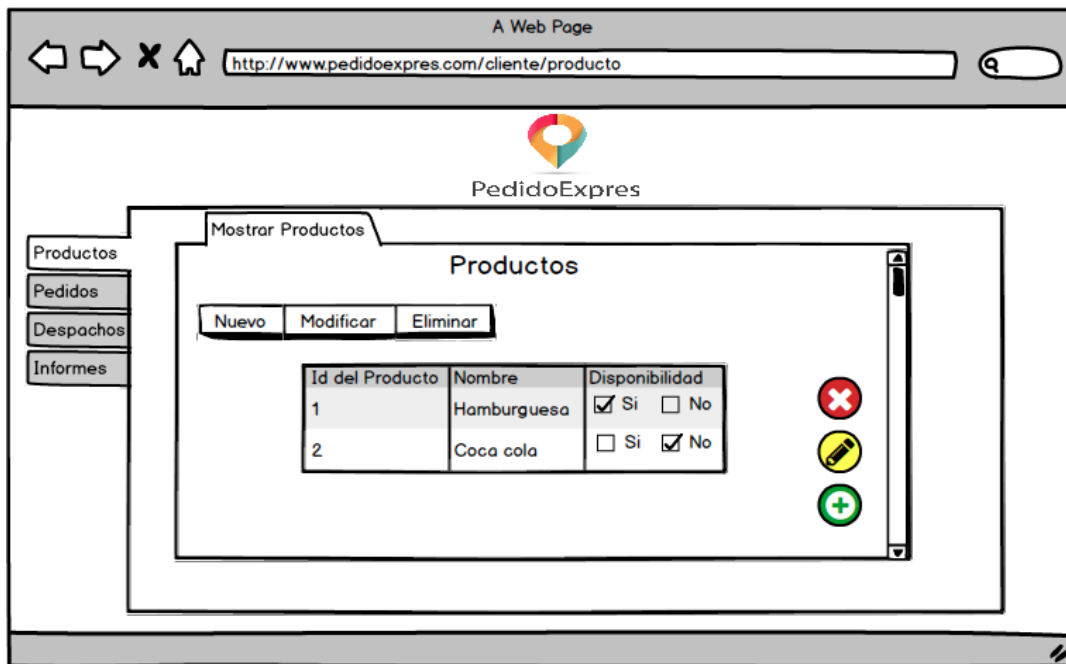 A Web Page
http://www.pedidoexpres.com/cliente/producto
PedidoExpres
Mostrar Productos
Productos
Pedidos
Despachos
Informes
Productos
Nuevo Modificar Eliminar
Id del Producto Nombre Disponibilidad
1 Hamburguesa Si No
2 Coca cola Si No